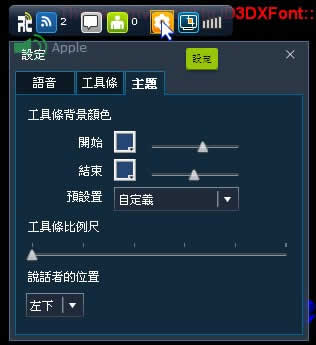 D3DXFont::
2 0
Apple
設定 設定
語音 工具條 主題
工具條背景顏色
開始
結束
預設置 自定義
工具條比例尺
說話者的位置
左下